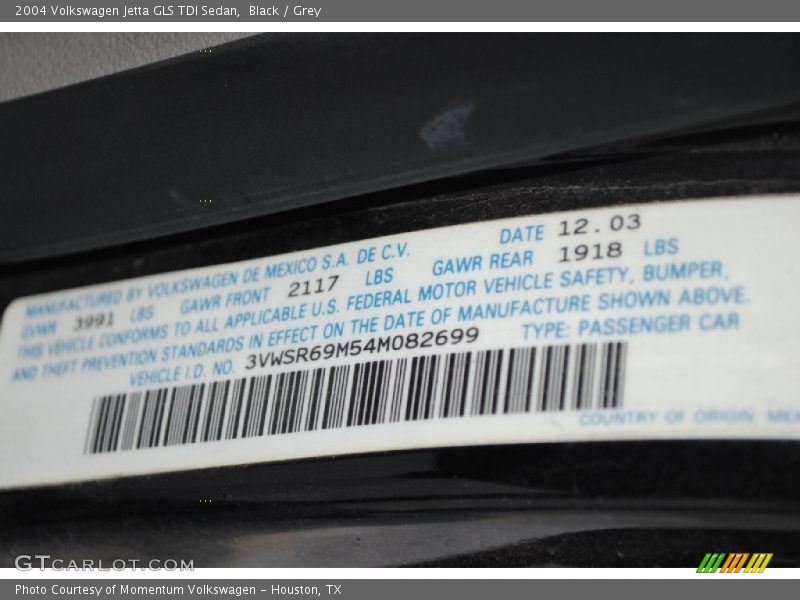 2004 Volkswagen Jetta GLS TDI Sedan, Black / Grey
MANUFACTURED BY VOLKSWAGEN DE MEXICO S.A. DE C.V. DATE 12.03
GVWR 3991 LBS GAWR FRONT 2117 LBS GAWR REAR 1918 LBS
THIS VEHICLE CONFORMS TO ALL APPLICABLE U.S. FEDERAL MOTOR VEHICLE SAFETY, BUMPER,
AND THEFT PREVENTION STANDARDS IN EFFECT ON THE DATE OF MANUFACTURE SHOWN ABOVE.
VEHICLE I.D. NO. 3VWSR69M54M082699 TYPE: PASSENGER CAR
COUNTRY OF ORIGIN MEX
GTCARLOT.COM
Photo Courtesy of Momentum Volkswagen - Houston, TX